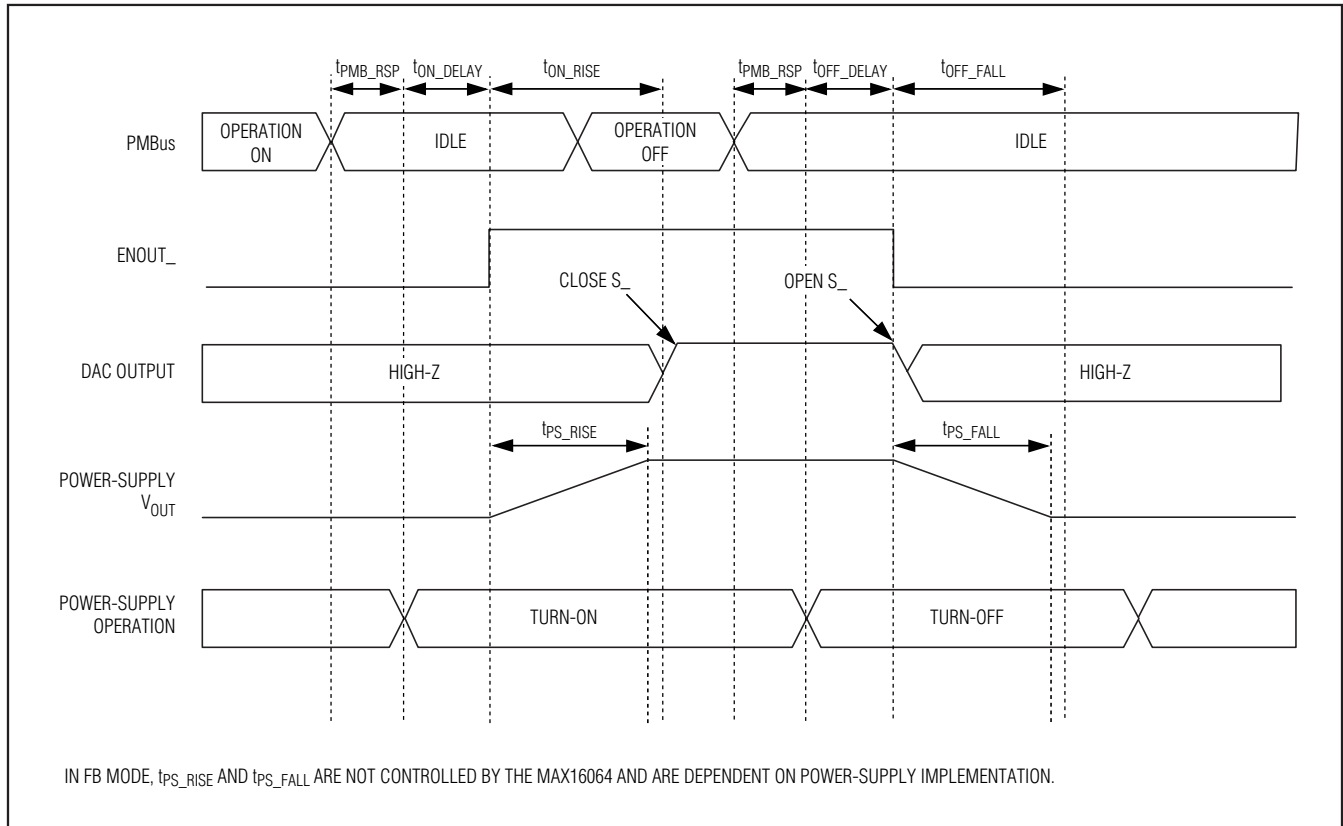 tPMB_RSP tON_DELAY tON_RISE tPMB_RSP tOFF_DELAY tOFF_FALL
PMBus
OPERATION
ON
IDLE
OPERATION
OFF
IDLE
ENOUT_
CLOSE S_
OPEN S_
DAC OUTPUT
HIGH-Z
HIGH-Z
tPS_RISE
tPS_FALL
POWER-SUPPLY
VOUT
POWER-SUPPLY
OPERATION
TURN-ON
TURN-OFF
IN FB MODE, tPS_RISE AND tPS_FALL ARE NOT CONTROLLED BY THE MAX16064 AND ARE DEPENDENT ON POWER-SUPPLY IMPLEMENTATION.